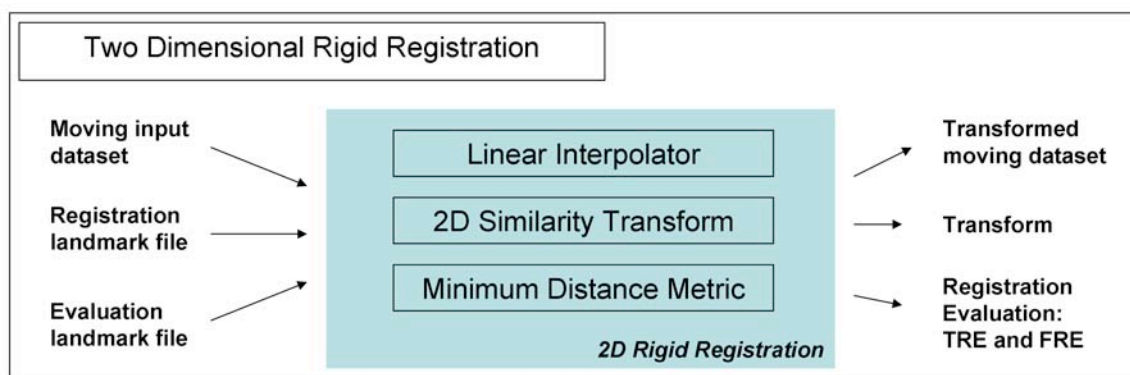 Two Dimensional Rigid Registration
Moving input
dataset
Registration
landmark file
Evaluation
landmark file
Linear Interpolator
2D Similarity Transform
Minimum Distance Metric
2D Rigid Registration
Transformed
moving dataset
Transform
Registration
Evaluation:
TRE and FRE